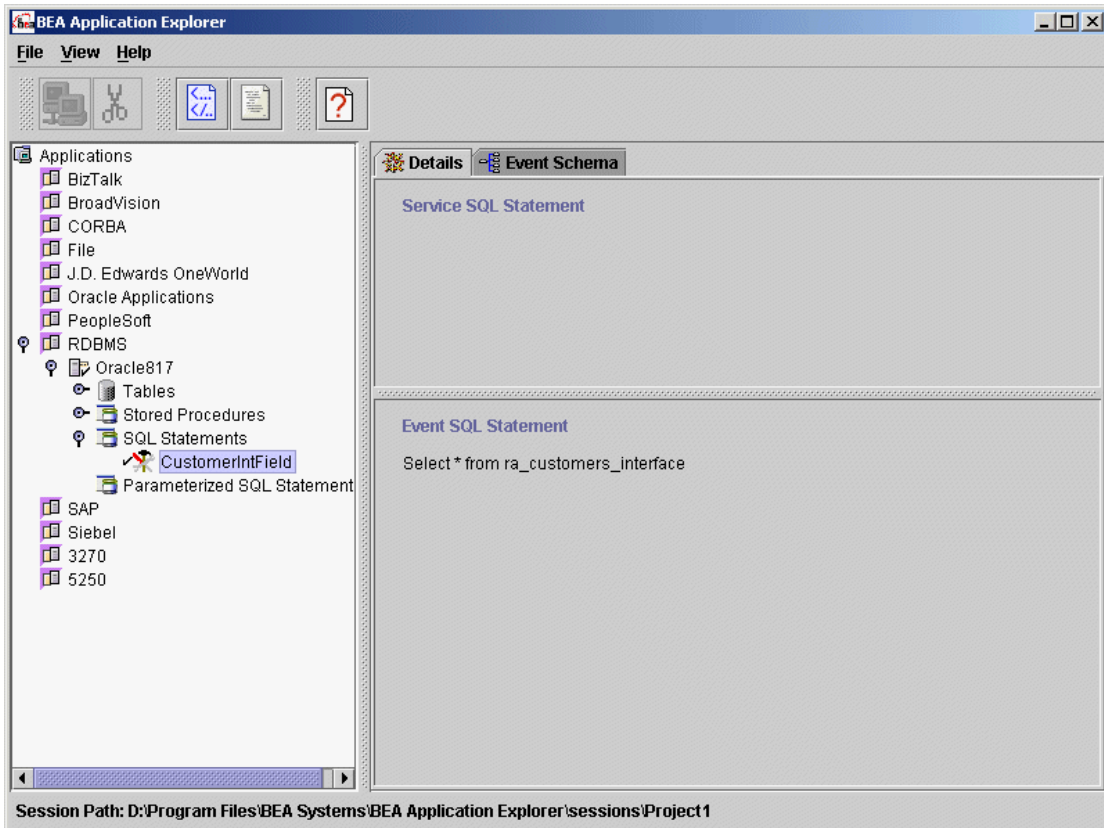 BEA Application Explorer
File View Help
Applications
BizTalk
BroadVision
CORBA
File
J.D. Edwards OneWorld
Oracle Applications
PeopleSoft
RDBMS
Oracle817
Tables
Stored Procedures
SQL Statements
CustomerIntField
Parameterized SQL Statement
SAP
Siebel
3270
5250
Details
Event Schema
Service SQL Statement
Event SQL Statement
Select * from ra_customers_interface
Session Path: D:\Program Files\BEA Systems\BEA Application Explorer\sessions\Project1